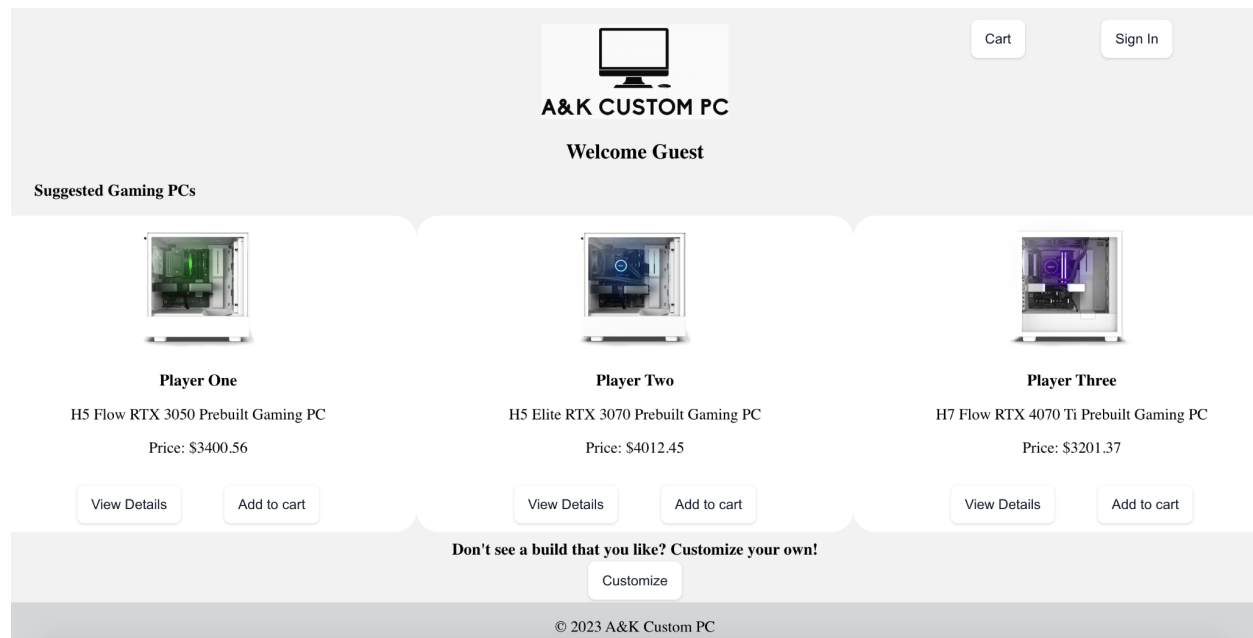 Cart
Sign In
A&K CUSTOM PC
Welcome Guest
Suggested Gaming PCs
Player One
H5 Flow RTX 3050 Prebuilt Gaming PC
Price: $3400.56
View Details
Add to cart
Player Two
H5 Elite RTX 3070 Prebuilt Gaming PC
Price: $4012.45
View Details
Add to cart
Player Three
H7 Flow RTX 4070 Ti Prebuilt Gaming PC
Price: $3201.37
View Details
Add to cart
Don't see a build that you like? Customize your own!
Customize
© 2023 A&K Custom PC